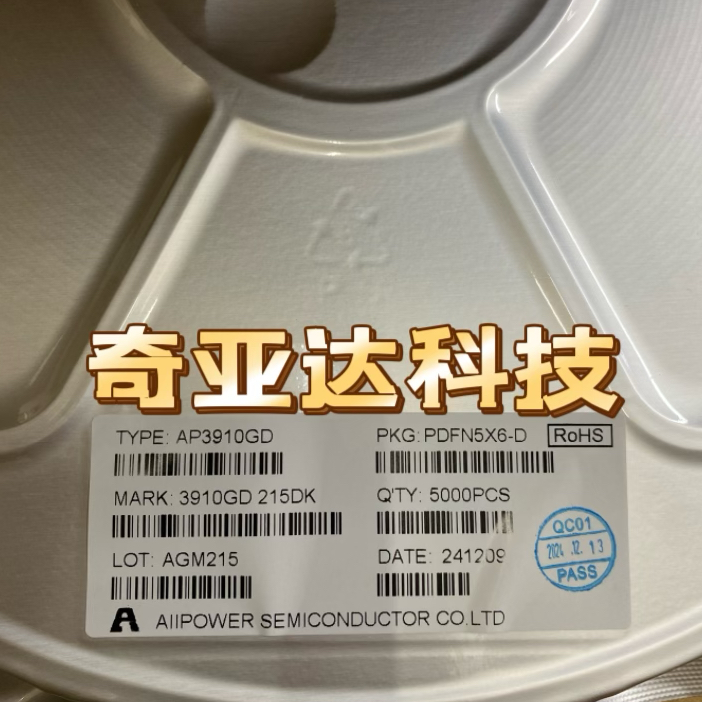 奇亚达科技
TYPE: AP3910GD
PKG: PDFN5X6-D RoHS
MARK: 3910GD 215DK
Q'TY: 5000PCS
LOT: AGM215
DATE: 241209
QC01
2024.12.13
PASS
AllPOWER SEMICONDUCTOR CO.LTD